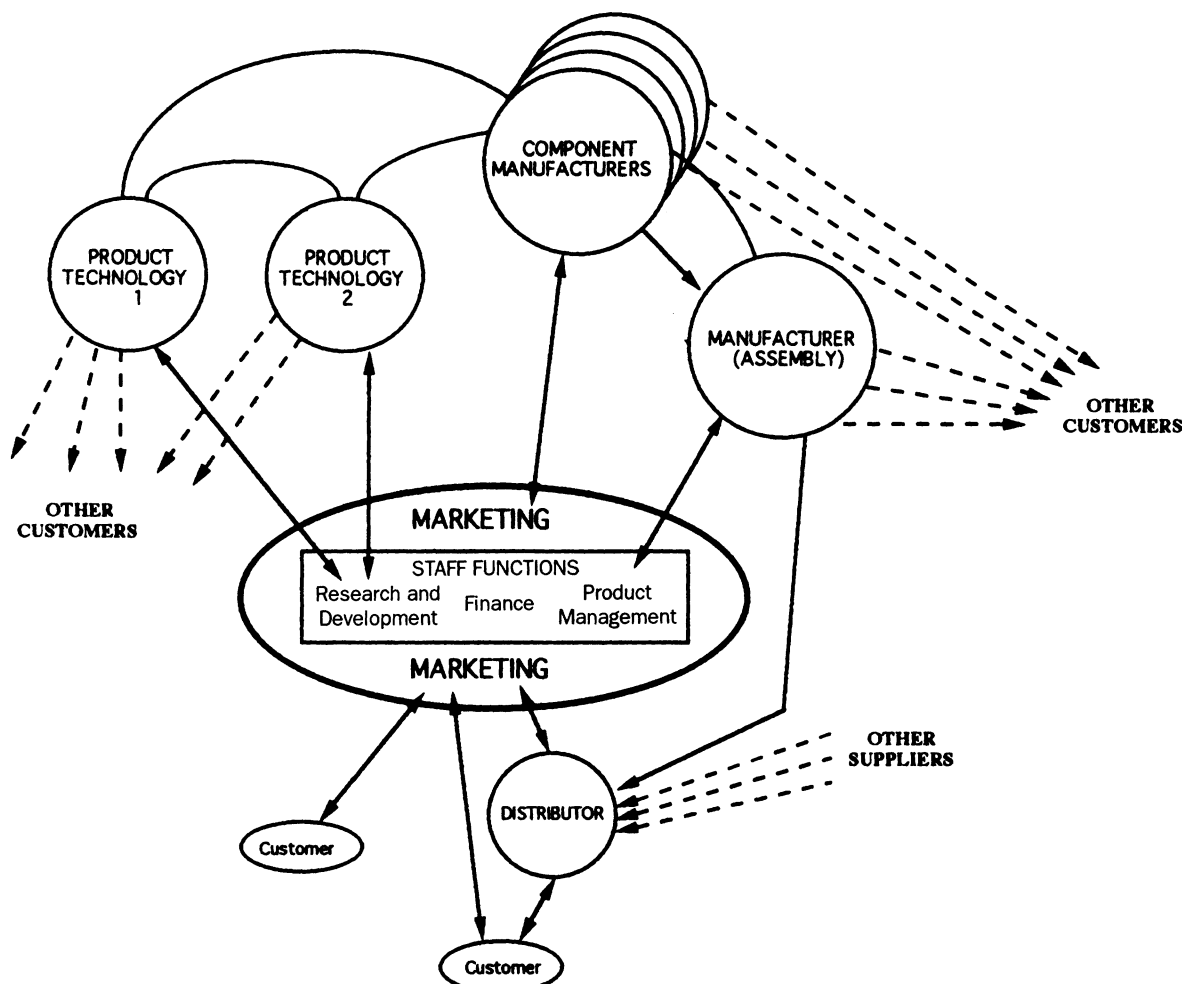 COMPONENT
MANUFACTURERS
PRODUCT
TECHNOLOGY
1
PRODUCT
TECHNOLOGY
2
MANUFACTURER
(ASSEMBLY)
OTHER
CUSTOMERS
OTHER
CUSTOMERS
MARKETING
STAFF FUNCTIONS
Research and
Development
Finance
Product
Management
MARKETING
OTHER
SUPPLIERS
DISTRIBUTOR
Customer
Customer